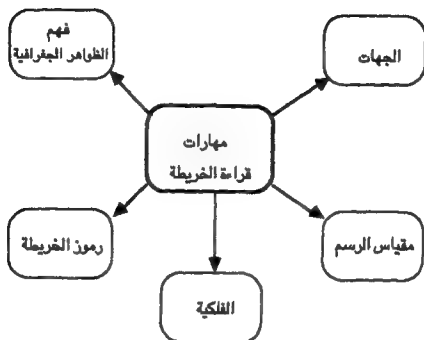 فهم
الظواهر الجغرافية
الجهات
مهارات
قراءة الخريطة
رموز الخريطة
مقياس الرسم
الفلكية